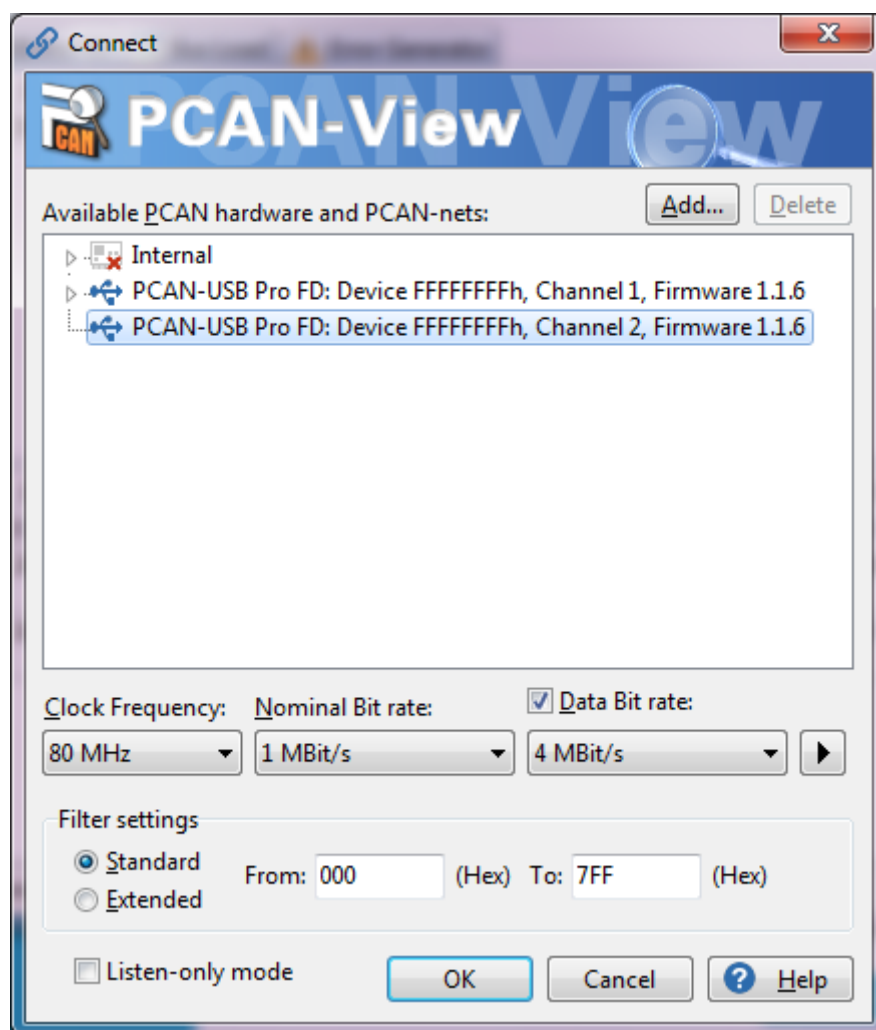 Connect
PCAN-View
Available PCAN hardware and PCAN-nets:
Add...
Delete
Internal
PCAN-USB Pro FD: Device FFFFFFFFh, Channel 1, Firmware 1.1.6
PCAN-USB Pro FD: Device FFFFFFFFh, Channel 2, Firmware 1.1.6
Clock Frequency:
Nominal Bit rate:
Data Bit rate:
80 MHz
1 MBit/s
4 MBit/s
Filter settings
Standard
From: 000 (Hex) To: 7FF (Hex)
Extended
Listen-only mode
OK
Cancel
Help